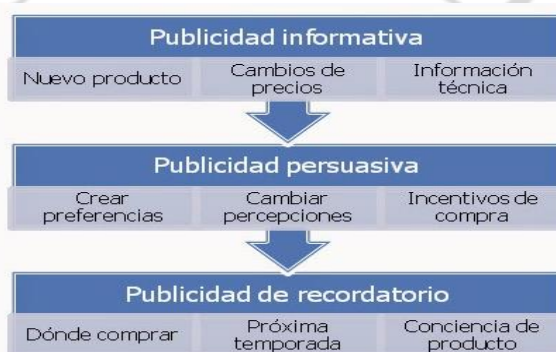 Publicidad informativa
Nuevo producto
Cambios de
precios
Información
técnica
Publicidad persuasiva
Crear
preferencias
Cambiar
percepciones
Incentivos de
compra
Publicidad de recordatorio
Dónde comprar
Próxima
temporada
Conciencia de
producto